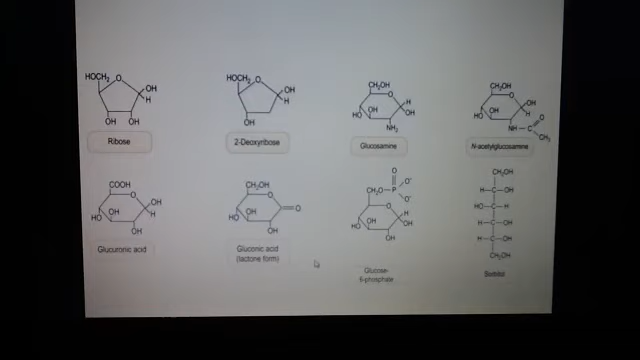 HOCH₂ O OH
H
OH OH
Ribose
HOCH₂ O OH
H
OH
2-Deoxyribose
CH₂OH
O H
OH
HO OH
NH₂
Glucosamine
CH₂OH
O OH
OH H
HO
NH C O
CH₃
N-acetylglucosamine
COOH
O OH
OH H
HO
OH
Glucuronic acid
CH₂OH
O
OH O
HO
OH
Gluconic acid
(lactone form)
O
CH₂O P O⁻
O⁻
O H
OH OH
HO
OH
Glucose-
6-phosphate
CH₂OH
H OH
HO H
H OH
H OH
CH₂OH
Sorbitol